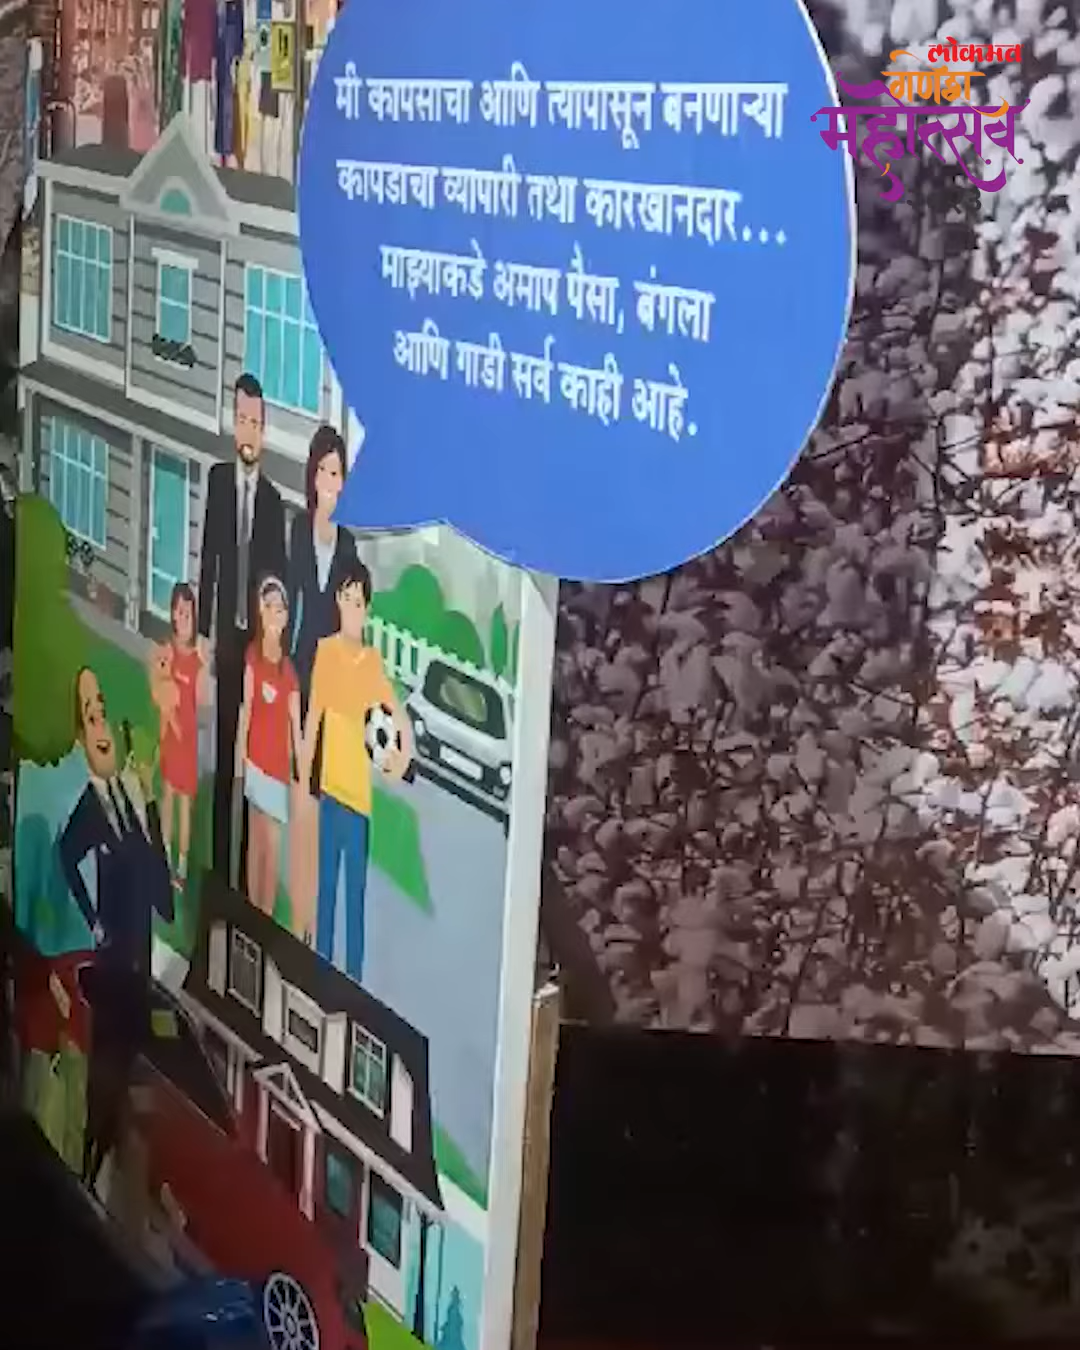 मी कापसाचा आणि त्यापासून बनणाऱ्या
कापडाचा व्यापारी तथा कारखानदार...
माझ्याकडे अमाप पैसा, बंगला
आणि गाडी सर्व काही आहे.
लोकमत
गणेशा
महोत्सव